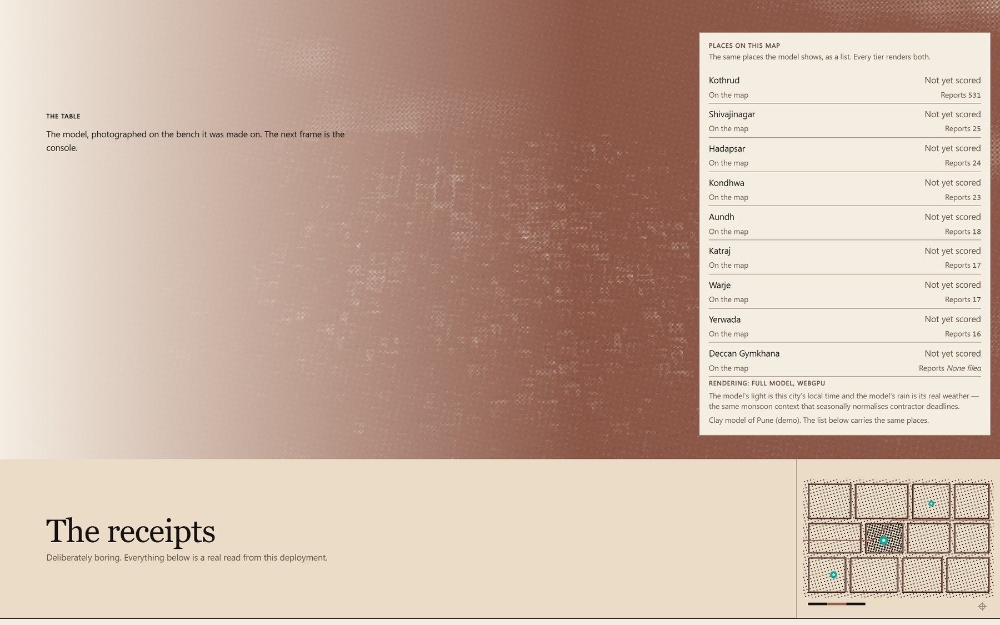 THE TABLE
The model, photographed on the bench it was made on. The next frame is the
console.
PLACES ON THIS MAP
The same places the model shows, as a list. Every tier renders both.
Kothrud Not yet scored
On the map Reports 531
Shivajinagar Not yet scored
On the map Reports 25
Hadapsar Not yet scored
On the map Reports 24
Kondhwa Not yet scored
On the map Reports 23
Aundh Not yet scored
On the map Reports 18
Katraj Not yet scored
On the map Reports 17
Warje Not yet scored
On the map Reports 17
Yerwada Not yet scored
On the map Reports 16
Deccan Gymkhana Not yet scored
On the map Reports None filed
RENDERING: FULL MODEL, WEBGPU
The model's light is this city's local time and the model's rain is its real weather —
the same monsoon context that seasonally normalises contractor deadlines.
Clay model of Pune (demo). The list below carries the same places.
The receipts
Deliberately boring. Everything below is a real read from this deployment.